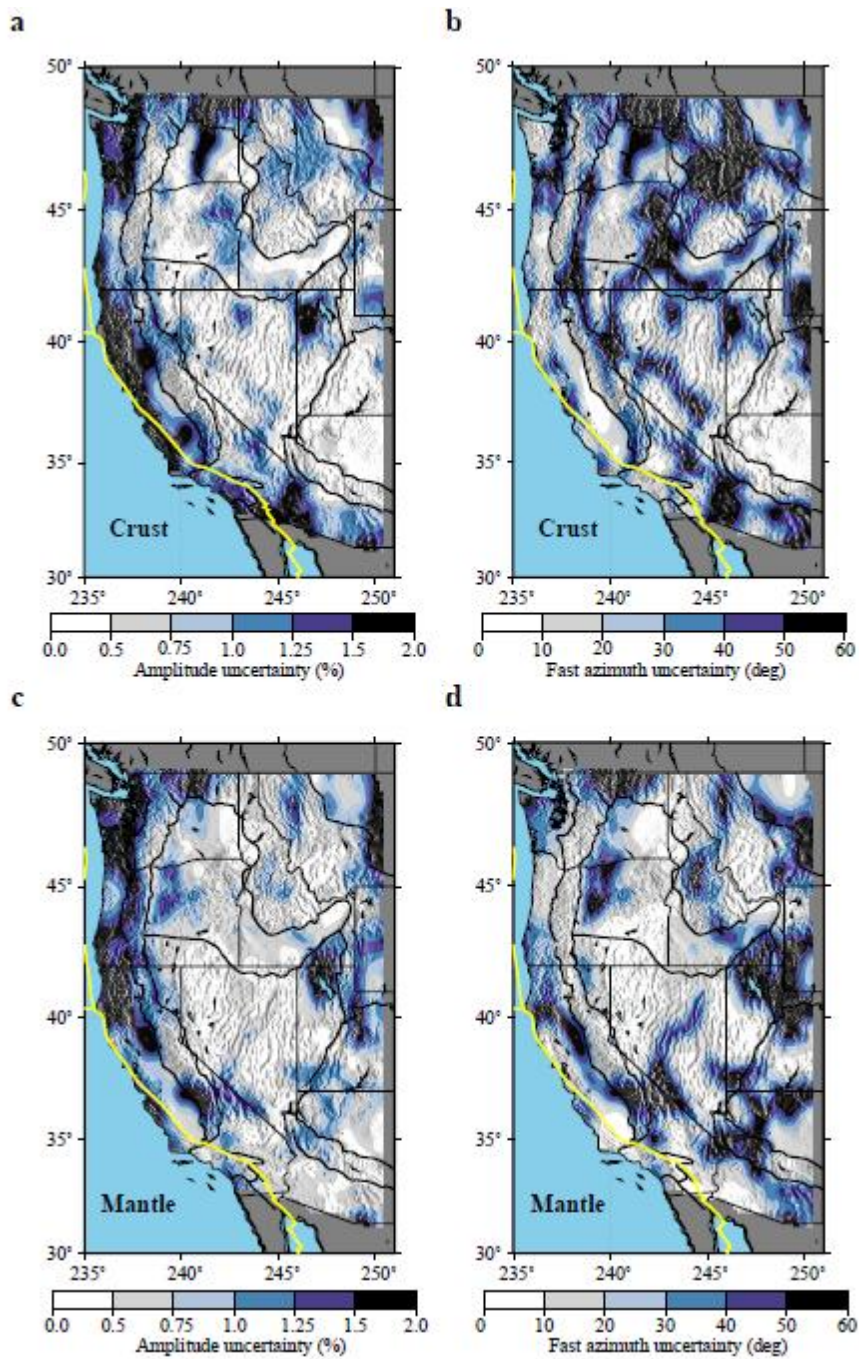 a
b
50°
45°
40°
35°
30°
Crust
235° 240° 245° 250°
0.0 0.5 0.75 1.0 1.25 1.5 2.0
Amplitude uncertainty (%)
50°
45°
40°
35°
30°
Crust
235° 240° 245° 250°
0 10 20 30 40 50 60
Fast azimuth uncertainty (deg)
c
d
50°
45°
40°
35°
30°
Mantle
235° 240° 245° 250°
0.0 0.5 0.75 1.0 1.25 1.5 2.0
Amplitude uncertainty (%)
50°
45°
40°
35°
30°
Mantle
235° 240° 245° 250°
0 10 20 30 40 50 60
Fast azimuth uncertainty (deg)